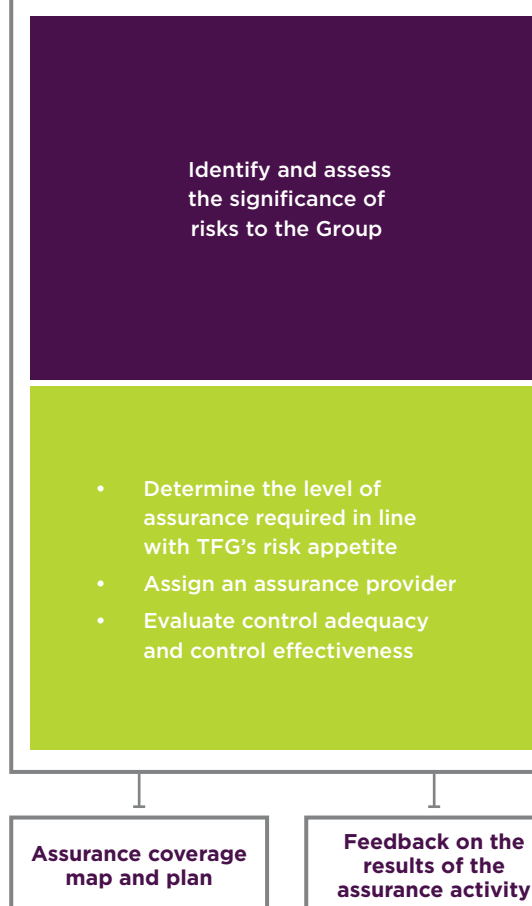 Identify and assess
the significance of
risks to the Group
• Determine the level of
assurance required in line
with TFG’s risk appetite
• Assign an assurance provider
• Evaluate control adequacy
and control effectiveness
Assurance coverage
map and plan
Feedback on the
results of the
assurance activity